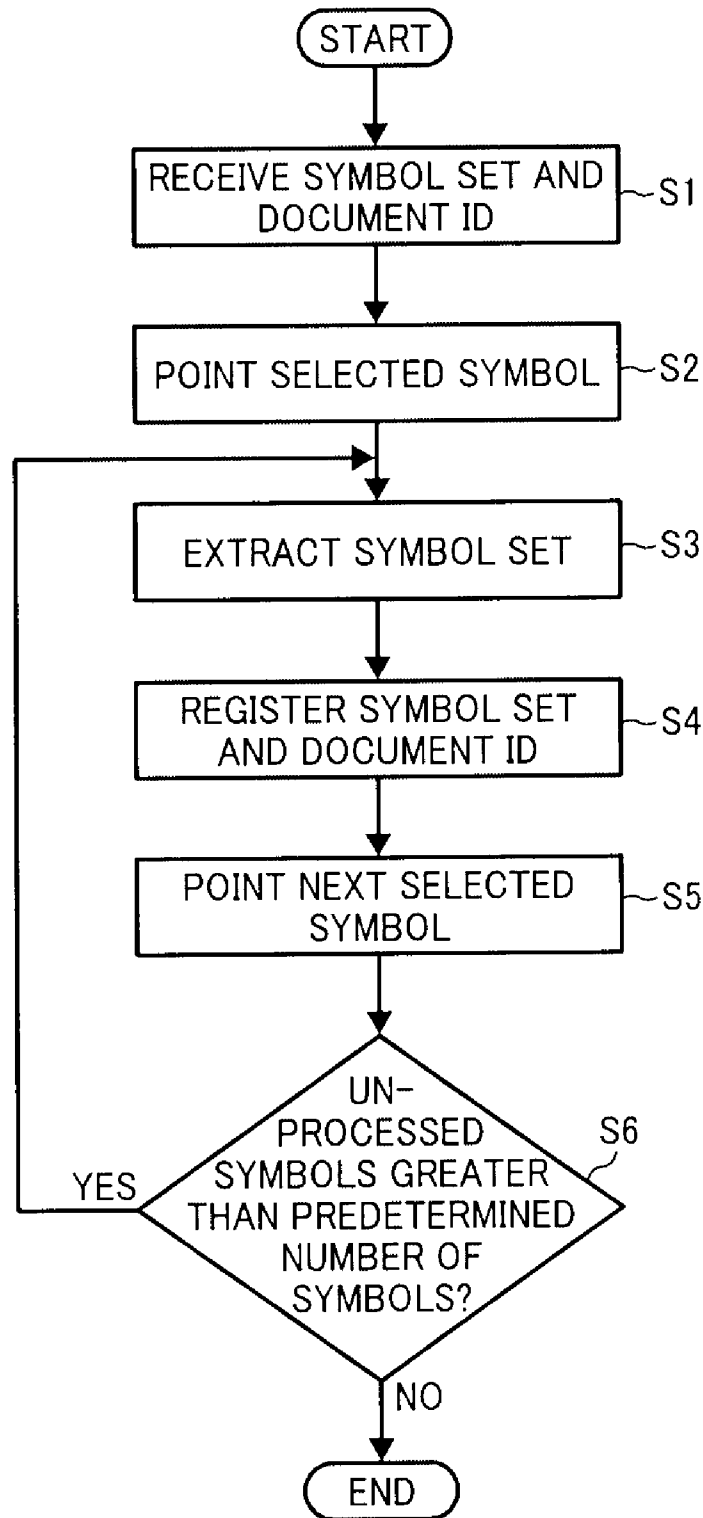 START
RECEIVE SYMBOL SET AND
DOCUMENT ID
S1
POINT SELECTED SYMBOL
S2
EXTRACT SYMBOL SET
S3
REGISTER SYMBOL SET
AND DOCUMENT ID
S4
POINT NEXT SELECTED
SYMBOL
S5
UN-
PROCESSED
SYMBOLS GREATER
THAN PREDETERMINED
NUMBER OF
SYMBOLS?
S6
YES
NO
END